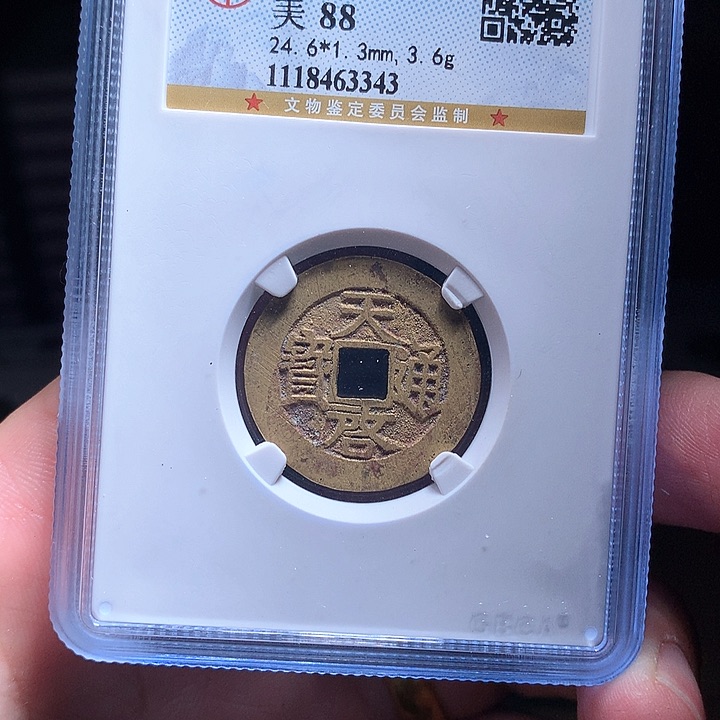 美 88
24.6*1.3mm, 3.6g
1118463343
文物鉴定委员会监制
天啟通寶